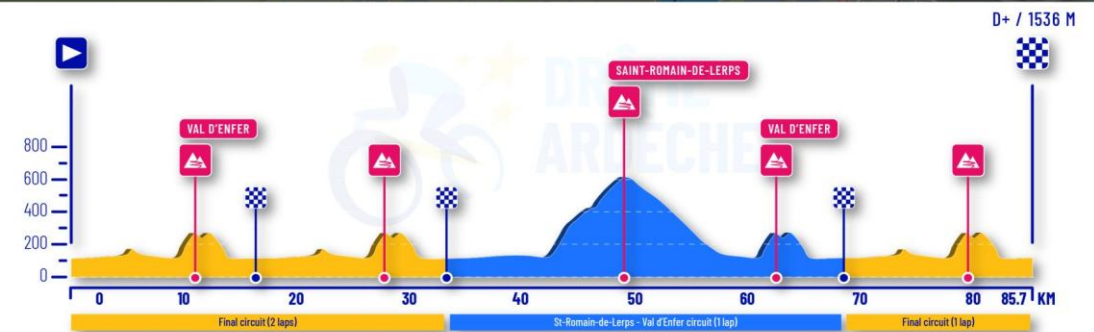 D+ / 1536 M
SAINT-ROMAIN-DE-LERPS
VAL D'ENFER
VAL D'ENFER
DRÔME
ARDECHE
800
600
400
200
0
0 10 20 30 40 50 60 70 80 85.7 KM
Final circuit (2 laps)
St-Romain-de-Lerps - Val d'Enfer circuit (1 lap)
Final circuit (1 lap)